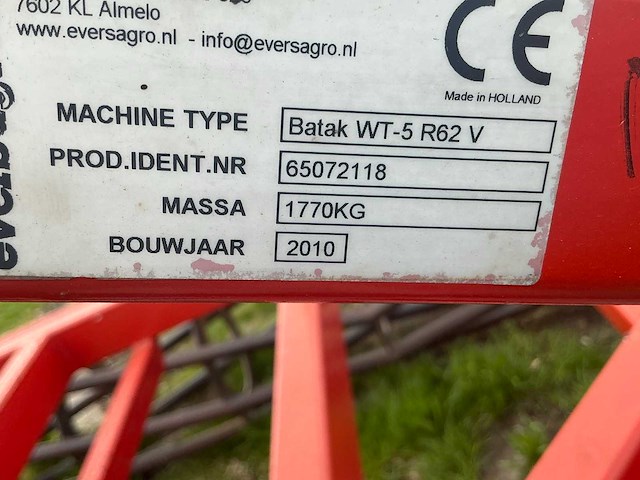 7602 KL Almelo
www.eversagro.nl - info@eversagro.nl
CE
Made in HOLLAND
MACHINE TYPE Batak WT-5 R62 V
PROD.IDENT.NR 65072118
MASSA 1770KG
BOUWJAAR 2010